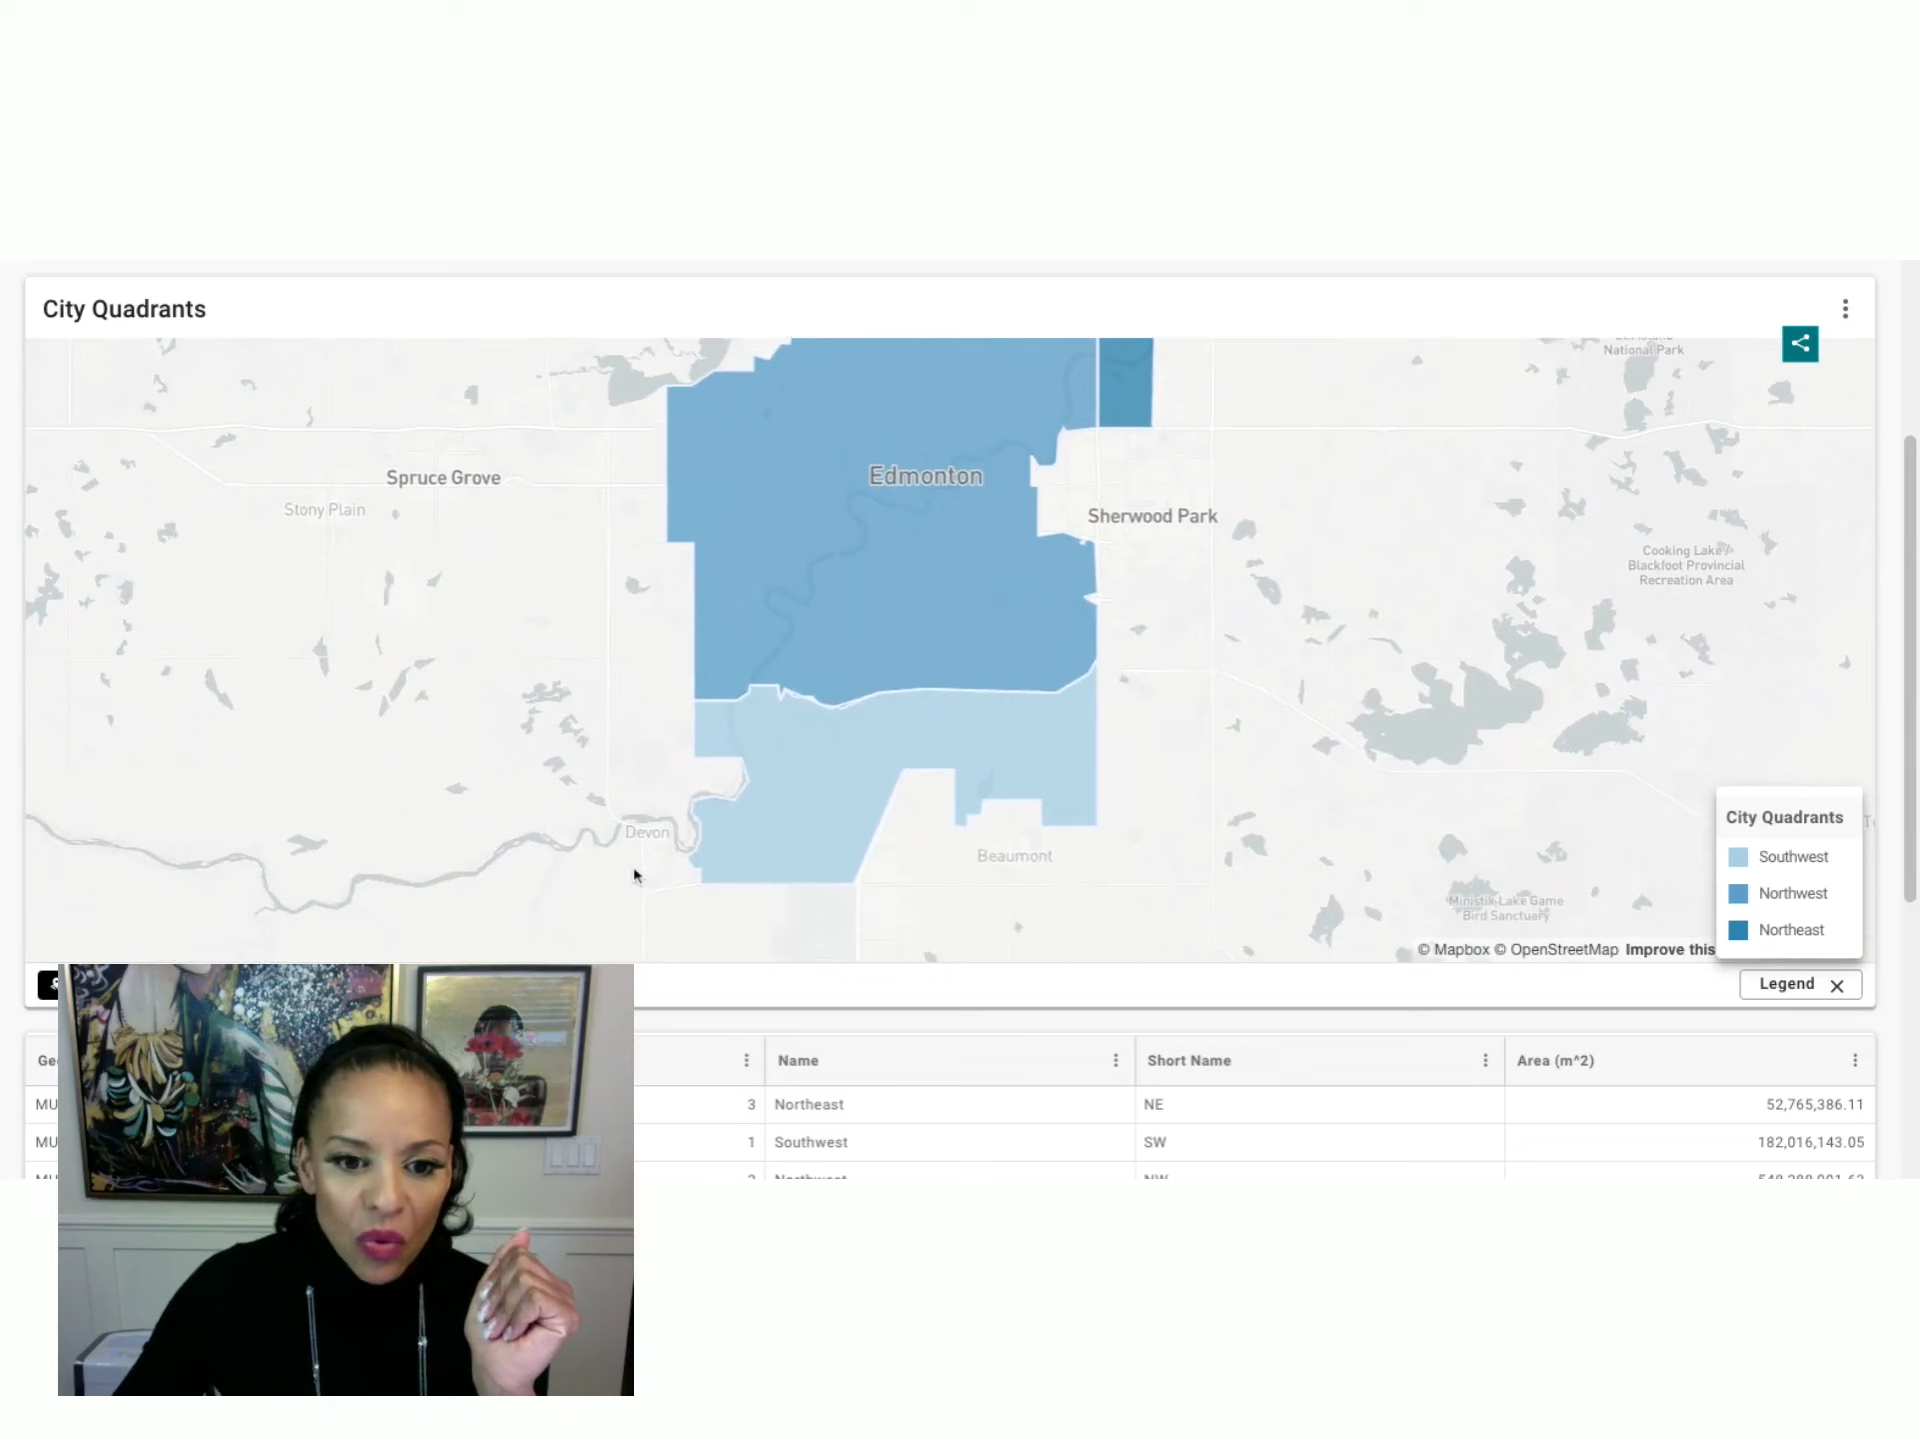 City Quadrants
National Park
Edmonton
Spruce Grove
Stony Plain
Sherwood Park
Cooking Lake /
Blackfoot Provincial
Recreation Area
Devon
Beaumont
City Quadrants
Southwest
Northwest
Northeast
Ministik Lake Game
Bird Sanctuary
© Mapbox © OpenStreetMap Improve this
Legend
Name Short Name Area (m^2)
3 Northeast NE 52,765,386.11
1 Southwest SW 182,016,143.05